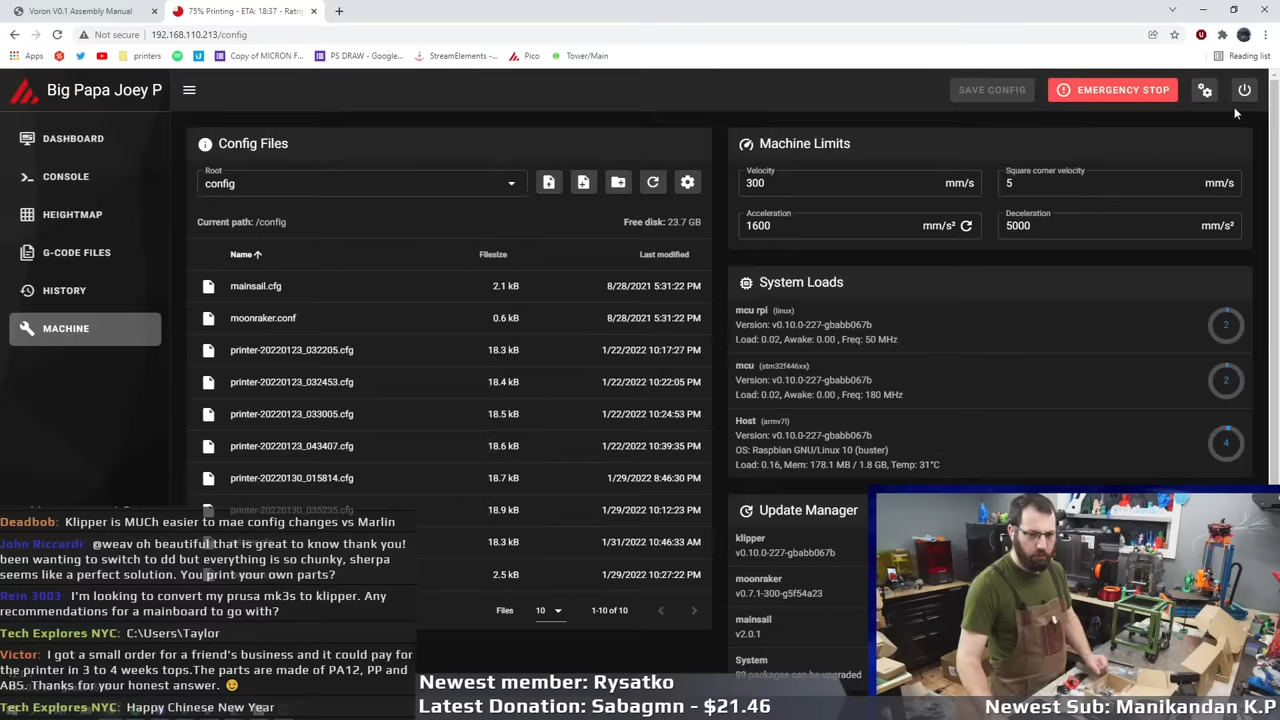 Voron V0.1 Assembly Manual
75% Printing - ETA: 18:37 - Ratrig
Not secure
192.168.110.213/config
Apps
printers
Copy of MICRON F...
PS DRAW - Google...
StreamElements
Pico
Tower/Main
Reading list
Big Papa Joey P
SAVE CONFIG
EMERGENCY STOP
DASHBOARD
CONSOLE
HEIGHTMAP
G-CODE FILES
HISTORY
MACHINE
Config Files
Root
config
Current path: /config
Free disk: 23.7 GB
Name
Filesize
Last modified
mainsail.cfg 2.1 kB 8/28/2021 5:31:22 PM
moonraker.conf 0.6 kB 8/28/2021 5:31:22 PM
printer-20220123_032205.cfg 18.3 kB 1/22/2022 10:17:27 PM
printer-20220123_032453.cfg 18.4 kB 1/22/2022 10:22:05 PM
printer-20220123_033005.cfg 18.5 kB 1/22/2022 10:24:53 PM
printer-20220123_043407.cfg 18.6 kB 1/22/2022 10:39:35 PM
printer-20220130_015814.cfg 18.7 kB 1/29/2022 8:46:30 PM
printer-20220130_035235.cfg 18.9 kB 1/29/2022 10:12:23 PM
18.3 kB 1/31/2022 10:46:33 AM
2.5 kB 1/29/2022 10:27:22 PM
Files 10 1-10 of 10
Machine Limits
Velocity
300 mm/s
Square corner velocity
5 mm/s
Acceleration
1600 mm/s²
Deceleration
5000 mm/s²
System Loads
mcu rpi (linux)
Version: v0.10.0-227-gbabb067b
Load: 0.02, Awake: 0.00 , Freq: 50 MHz
2
mcu (stm32f446xx)
Version: v0.10.0-227-gbabb067b
Load: 0.02, Awake: 0.00 , Freq: 180 MHz
2
Host (armv7l)
Version: v0.10.0-227-gbabb067b
OS: Raspbian GNU/Linux 10 (buster)
Load: 0.16, Mem: 178.1 MB / 1.8 GB, Temp: 31°C
4
Update Manager
klipper
v0.10.0-227-gbabb067b
moonraker
v0.7.1-300-g5f54a23
mainsail
v2.0.1
System
89 packages can be upgraded
Deadbob: Klipper is MUCh easier to mae config changes vs Marlin
John Riccardi: @weav oh beautiful that is great to know thank you!
been wanting to switch to dd but everything is so chunky, sherpa
seems like a perfect solution. You print your own parts?
Rein 3003: I'm looking to convert my prusa mk3s to klipper. Any
recommendations for a mainboard to go with?
Tech Explores NYC: C:\Users\Taylor
Victor: I got a small order for a friend's business and it could pay for
the printer in 3 to 4 weeks tops.The parts are made of PA12, PP and
ABS. Thanks for your honest answer. 😉
Tech Explores NYC: Happy Chinese New Year
Newest member: Rysatko
Latest Donation: Sabagmn - $21.46
Newest Sub: Manikandan K.P